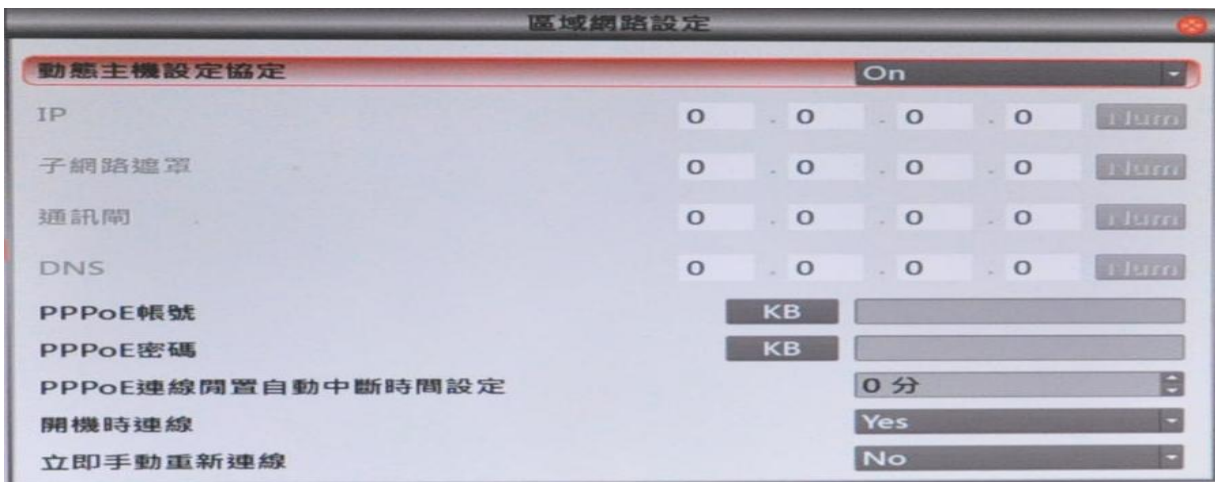 區域網路設定
動態主機設定協定 On
IP 0 . 0 . 0 . 0 Num
子網路遮罩 0 . 0 . 0 . 0 Num
通訊閘 0 . 0 . 0 . 0 Num
DNS 0 . 0 . 0 . 0 Num
PPPoE帳號 KB
PPPoE密碼 KB
PPPoE連線閒置自動中斷時間設定 0 分
開機時連線 Yes
立即手動重新連線 No